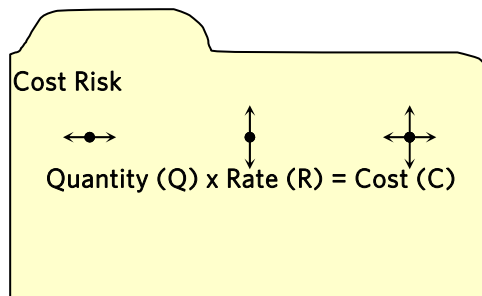 Cost Risk
Quantity (Q) x Rate (R) = Cost (C)